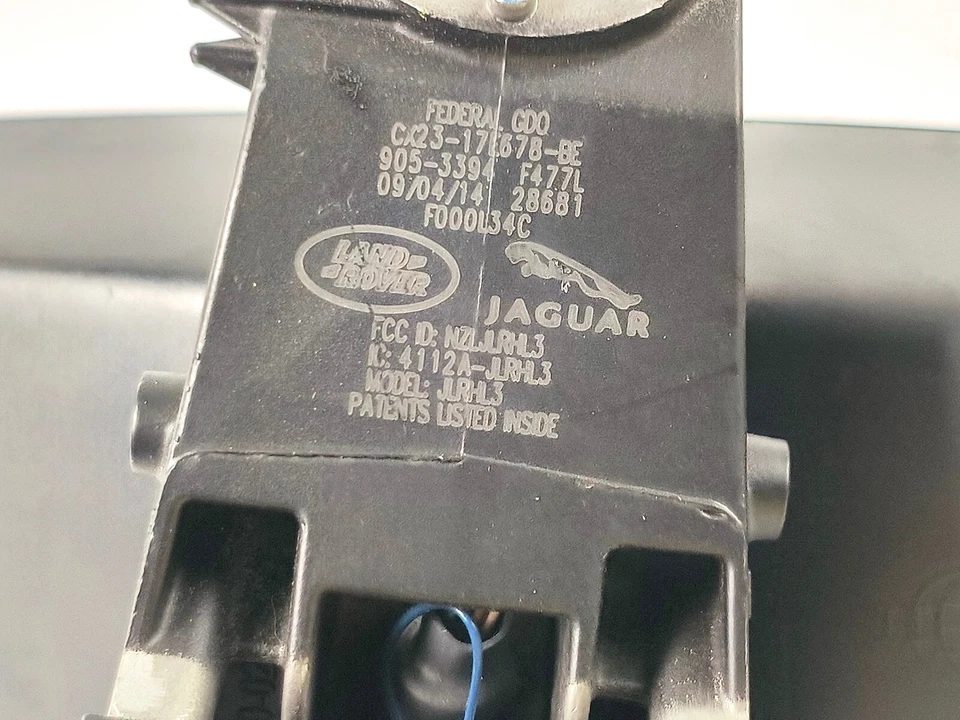 FEDERAL GDO
CX23-17E678-BE
905-3394 F477L
09/04/14 28681
F000L34C
LAND
ROVER
JAGUAR
FCC ID: NZLJLRHL3
IC: 4112A-JLRHL3
MODEL: JLRHL3
PATENTS LISTED INSIDE